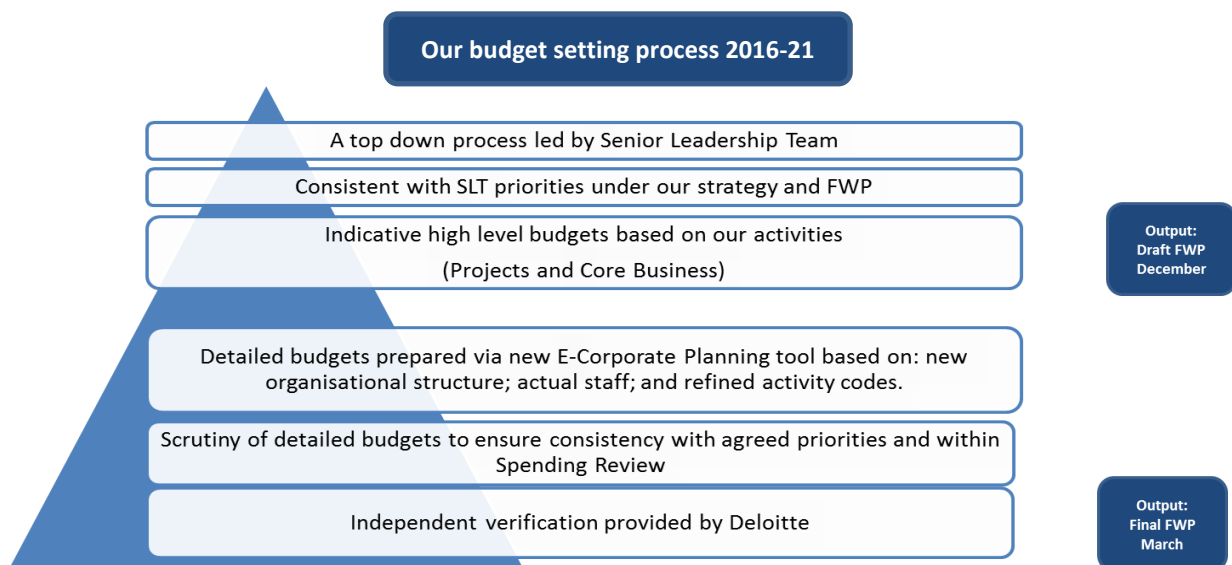 Our budget setting process 2016-21
A top down process led by Senior Leadership Team
Consistent with SLT priorities under our strategy and FWP
Indicative high level budgets based on our activities
(Projects and Core Business)
Output:
Draft FWP
December
Detailed budgets prepared via new E-Corporate Planning tool based on: new
organisational structure; actual staff; and refined activity codes.
Scrutiny of detailed budgets to ensure consistency with agreed priorities and within
Spending Review
Independent verification provided by Deloitte
Output:
Final FWP
March